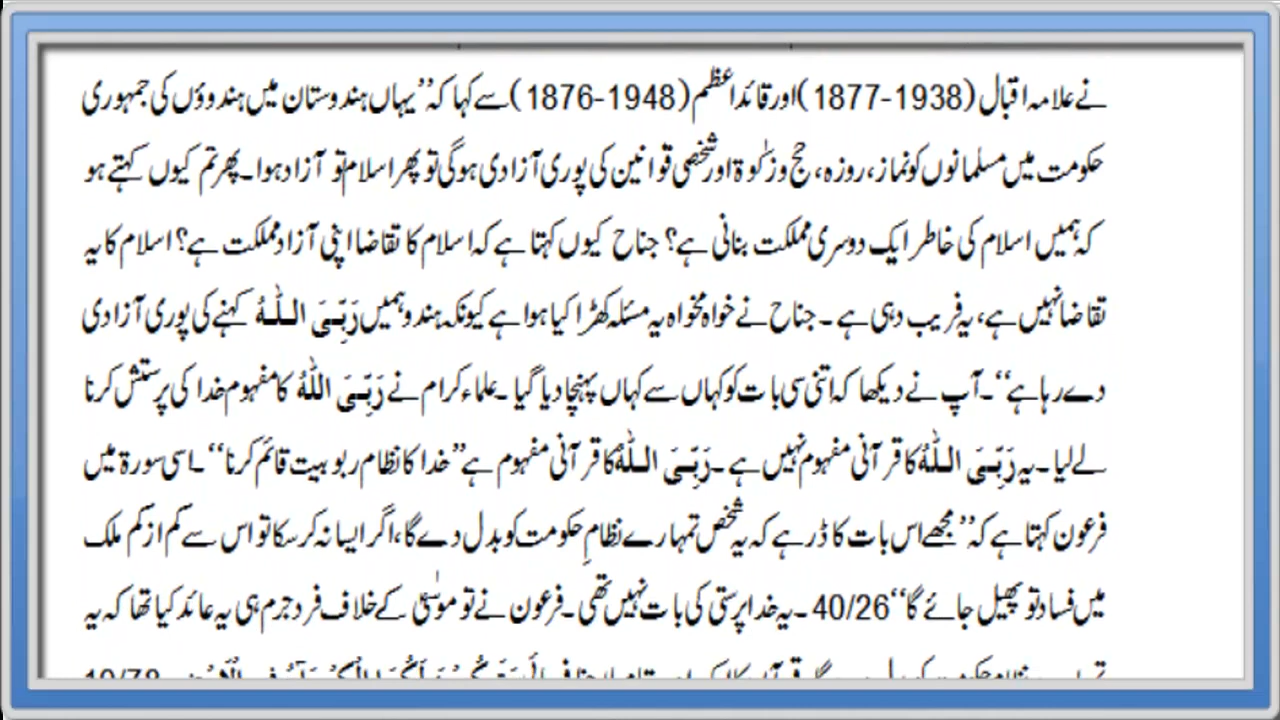 نے علامہ اقبال (1877-1938) اور قائد اعظم (1876-1948) سے کہا کہ ”یہاں ہندوستان میں ہندوؤں کی جمہوری
حکومت میں مسلمانوں کو نماز، روزہ، حج وزکٰوۃ اور شخصی قوانین کی پوری آزادی ہوگی تو پھر اسلام تو آزاد ہوا۔ پھر تم کیوں کہتے ہو
کہ ہمیں اسلام کی خاطر ایک دوسری مملکت بنانی ہے؟ جناح کیوں کہتا ہے کہ اسلام کا تقاضا اپنی آزاد مملکت ہے؟ اسلام کا یہ
تقاضا نہیں ہے، یہ فریب دہی ہے۔ جناح نے خواہ مخواہ یہ مسئلہ کھڑا کیا ہوا ہے کیونکہ ہندو ہمیں رَبِّیَ اللّٰہُ کہنے کی پوری آزادی
دے رہا ہے“۔ آپ نے دیکھا کہ اتنی سی بات کو کہاں سے کہاں پہنچا دیا گیا۔ علماء کرام نے رَبِّیَ اللّٰہُ کا مفہوم خدا کی پرستش کرنا
لے لیا۔ یہ رَبِّیَ اللّٰہُ کا قرآنی مفہوم نہیں ہے۔ رَبِّیَ اللّٰہُ کا قرآنی مفہوم ہے ”خدا کا نظام ربوبیت قائم کرنا“۔ اسی سورۃ میں
فرعون کہتا ہے کہ ”مجھے اس بات کا ڈر ہے کہ یہ شخص تمہارے نظامِ حکومت کو بدل دے گا، اگر ایسا نہ کر سکا تو اس سے کم از کم ملک
میں فساد تو پھیل جائے گا“ 40/26۔ یہ خدا پرستی کی بات نہیں تھی۔ فرعون نے تو موسٰیؑ کے خلاف فردِ جرم ہی یہ عائد کیا تھا کہ یہ